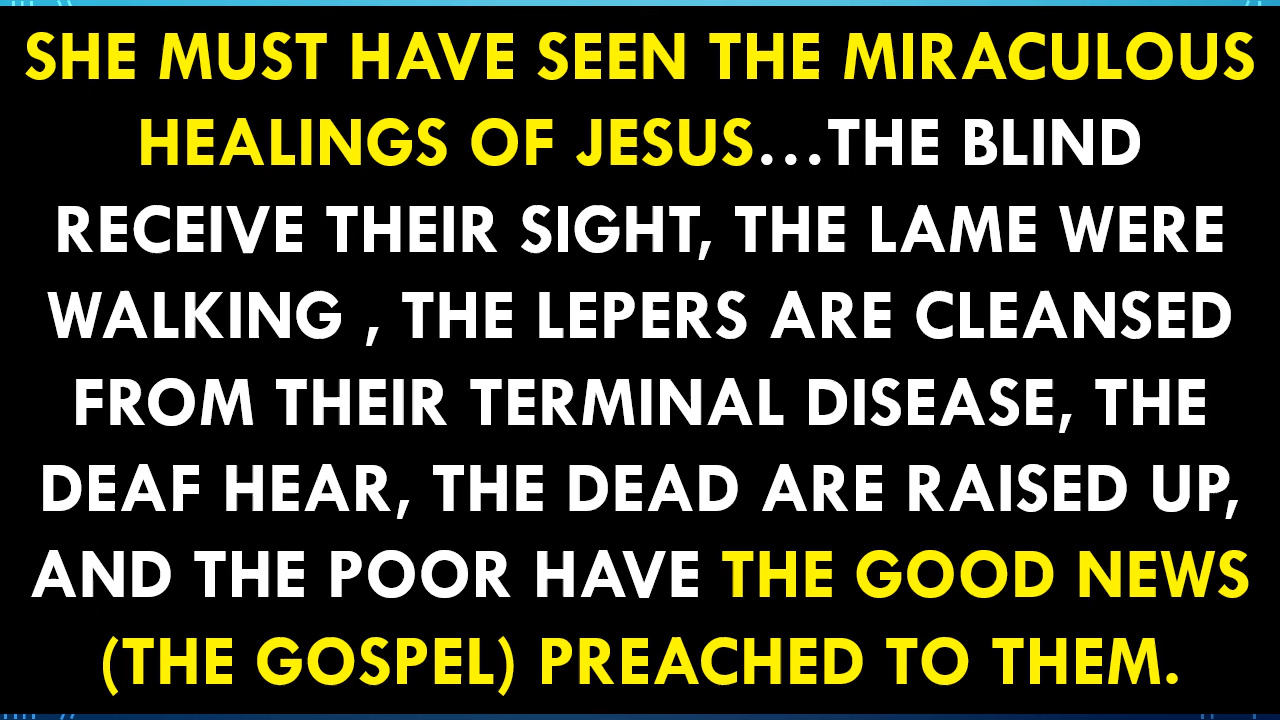 SHE MUST HAVE SEEN THE MIRACULOUS
HEALINGS OF JESUS...THE BLIND
RECEIVE THEIR SIGHT, THE LAME WERE
WALKING , THE LEPERS ARE CLEANSED
FROM THEIR TERMINAL DISEASE, THE
DEAF HEAR, THE DEAD ARE RAISED UP,
AND THE POOR HAVE THE GOOD NEWS
(THE GOSPEL) PREACHED TO THEM.